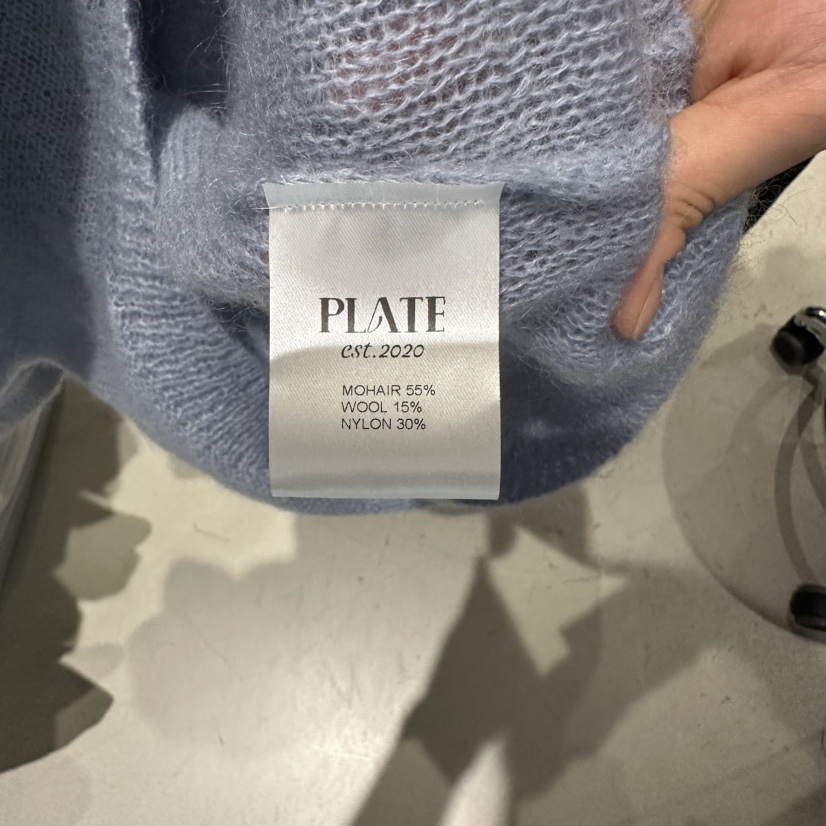 PLATE
est.2020
MOHAIR 55%
WOOL 15%
NYLON 30%